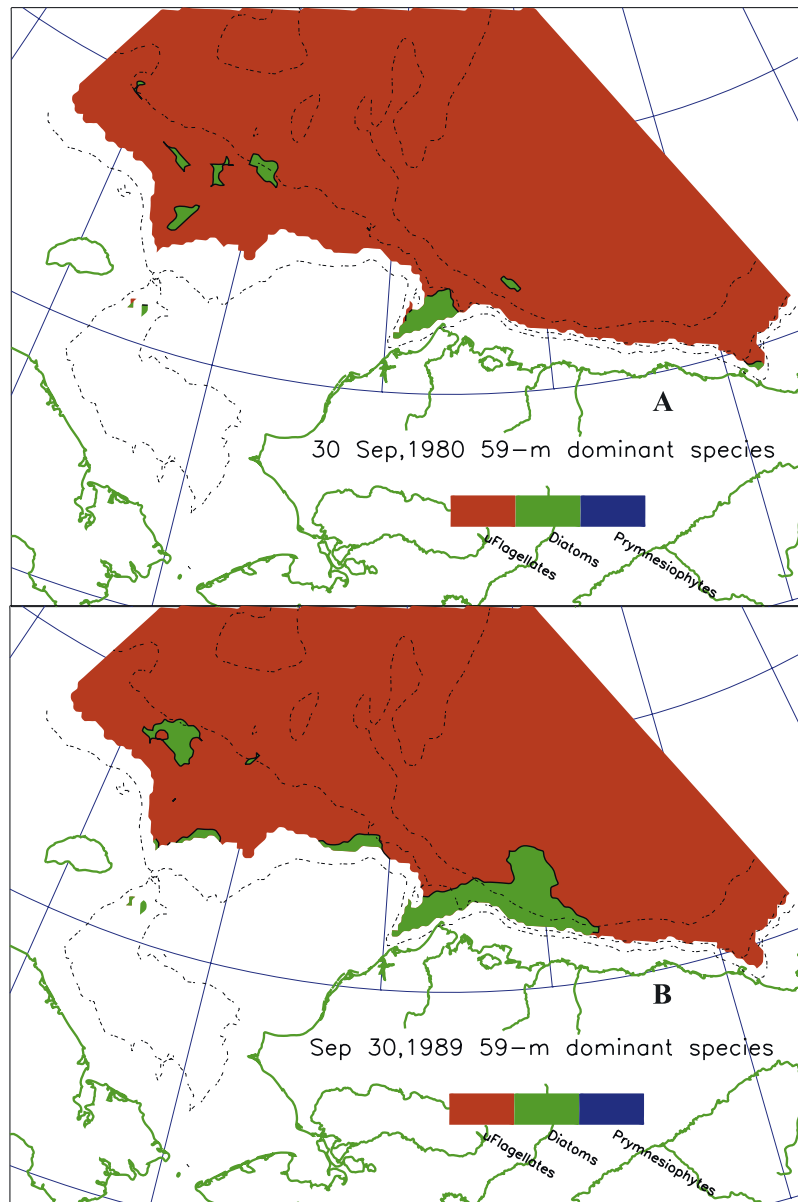 A
30 Sep,1980 59-m dominant species
uFlagellates
Diatoms
Prymnesiophytes
B
Sep 30,1989 59-m dominant species
uFlagellates
Diatoms
Prymnesiophytes